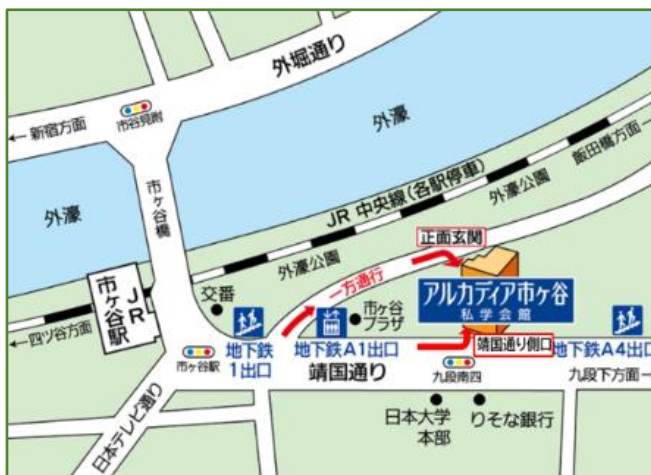 外堀通り
市谷見附
←新宿方面
外濠
飯田橋方面→
外濠公園
JR中央線(各駅停車)
市ヶ谷橋
外濠
正面玄関
外濠公園
一方通行
JR
市ヶ谷駅
交番
市ヶ谷
プラザ
アルカディア市ヶ谷
私学会館
←四ツ谷方面
地下鉄
1出口
地下鉄A1出口
靖国通り側口
地下鉄A4出口
市ヶ谷駅
靖国通り
九段南四
九段下方面→
日本テレビ通り
日本大学
本部
りそな銀行